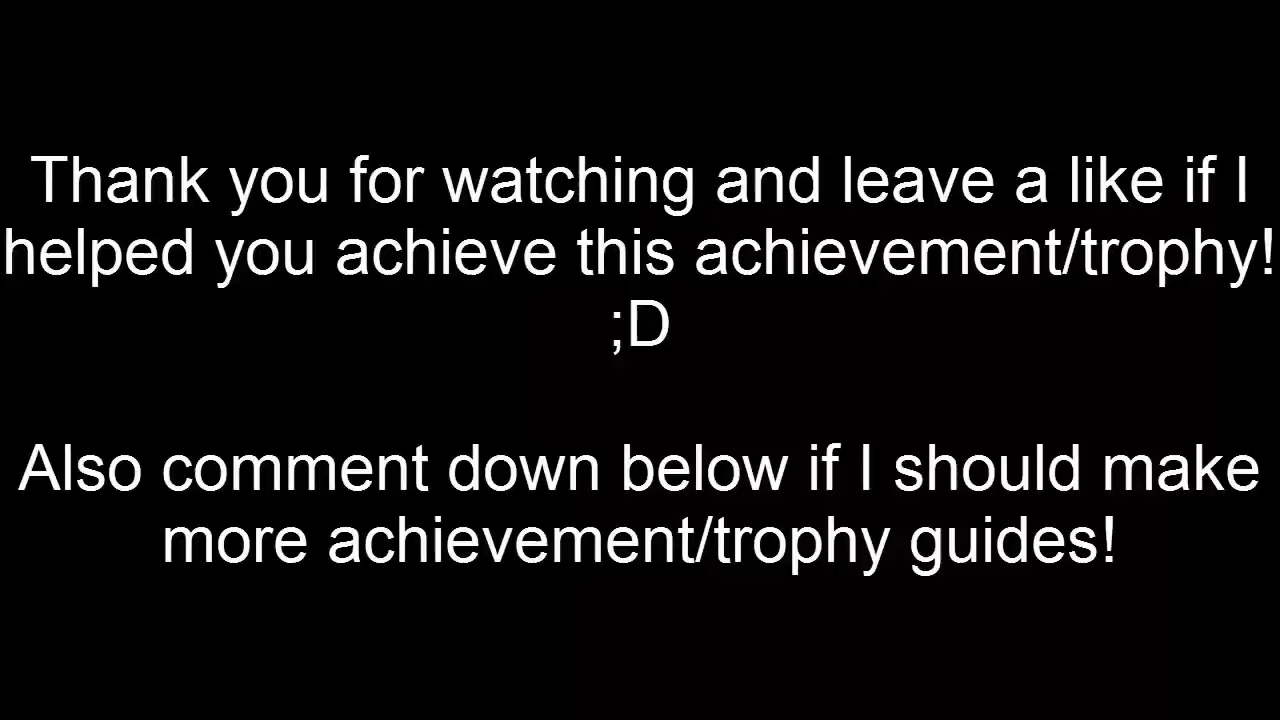 Thank you for watching and leave a like if I
helped you achieve this achievement/trophy!
;D
Also comment down below if I should make
more achievement/trophy guides!